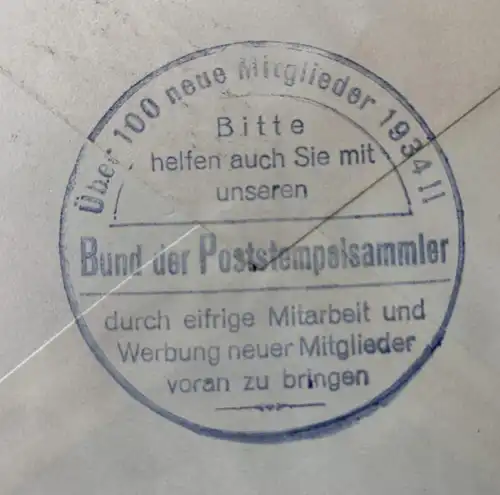 Über 100 neue Mitglieder 1934!!
Bitte
helfen auch Sie mit
unseren
Bund der Poststempelsammler
durch eifrige Mitarbeit und
Werbung neuer Mitglieder
voran zu bringen